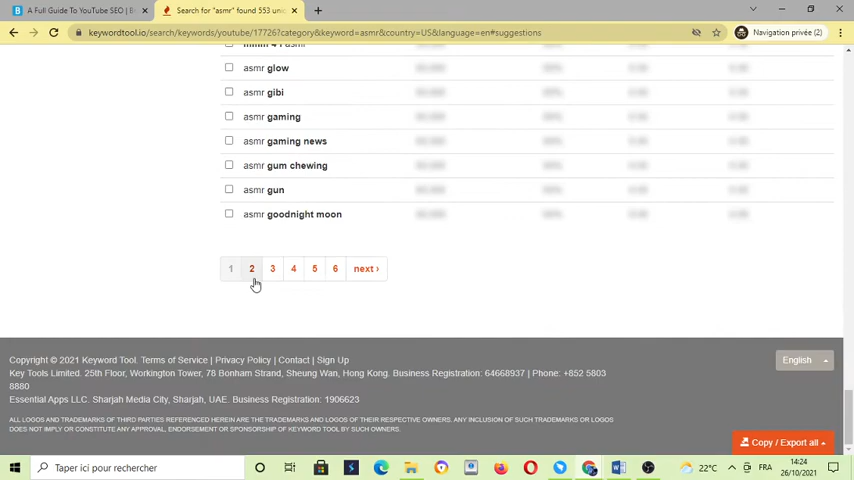 A Full Guide To YouTube SEO | B
Search for "asmr" found 553 uni
keywordtool.io/search/keywords/youtube/17726?category&keyword=asmr&country=US&language=en#suggestions
Navigation privée (2)
asmr glow
asmr gibi
asmr gaming
asmr gaming news
asmr gum chewing
asmr gun
asmr goodnight moon
1 2 3 4 5 6 next ›
Copyright © 2021 Keyword Tool. Terms of Service | Privacy Policy | Contact | Sign Up
English
Key Tools Limited. 25th Floor, Workington Tower, 78 Bonham Strand, Sheung Wan, Hong Kong. Business Registration: 64668937 | Phone: +852 5803
8880
Essential Apps LLC. Sharjah Media City, Sharjah, UAE. Business Registration: 1906623
ALL LOGOS AND TRADEMARKS OF THIRD PARTIES REFERENCED HEREIN ARE THE TRADEMARKS AND LOGOS OF THEIR RESPECTIVE OWNERS. ANY INCLUSION OF SUCH TRADEMARKS OR LOGOS
DOES NOT IMPLY OR CONSTITUTE ANY APPROVAL, ENDORSEMENT OR SPONSORSHIP OF KEYWORD TOOL BY SUCH OWNERS.
Copy / Export all
Taper ici pour rechercher
22°C
FRA
14:24
26/10/2021